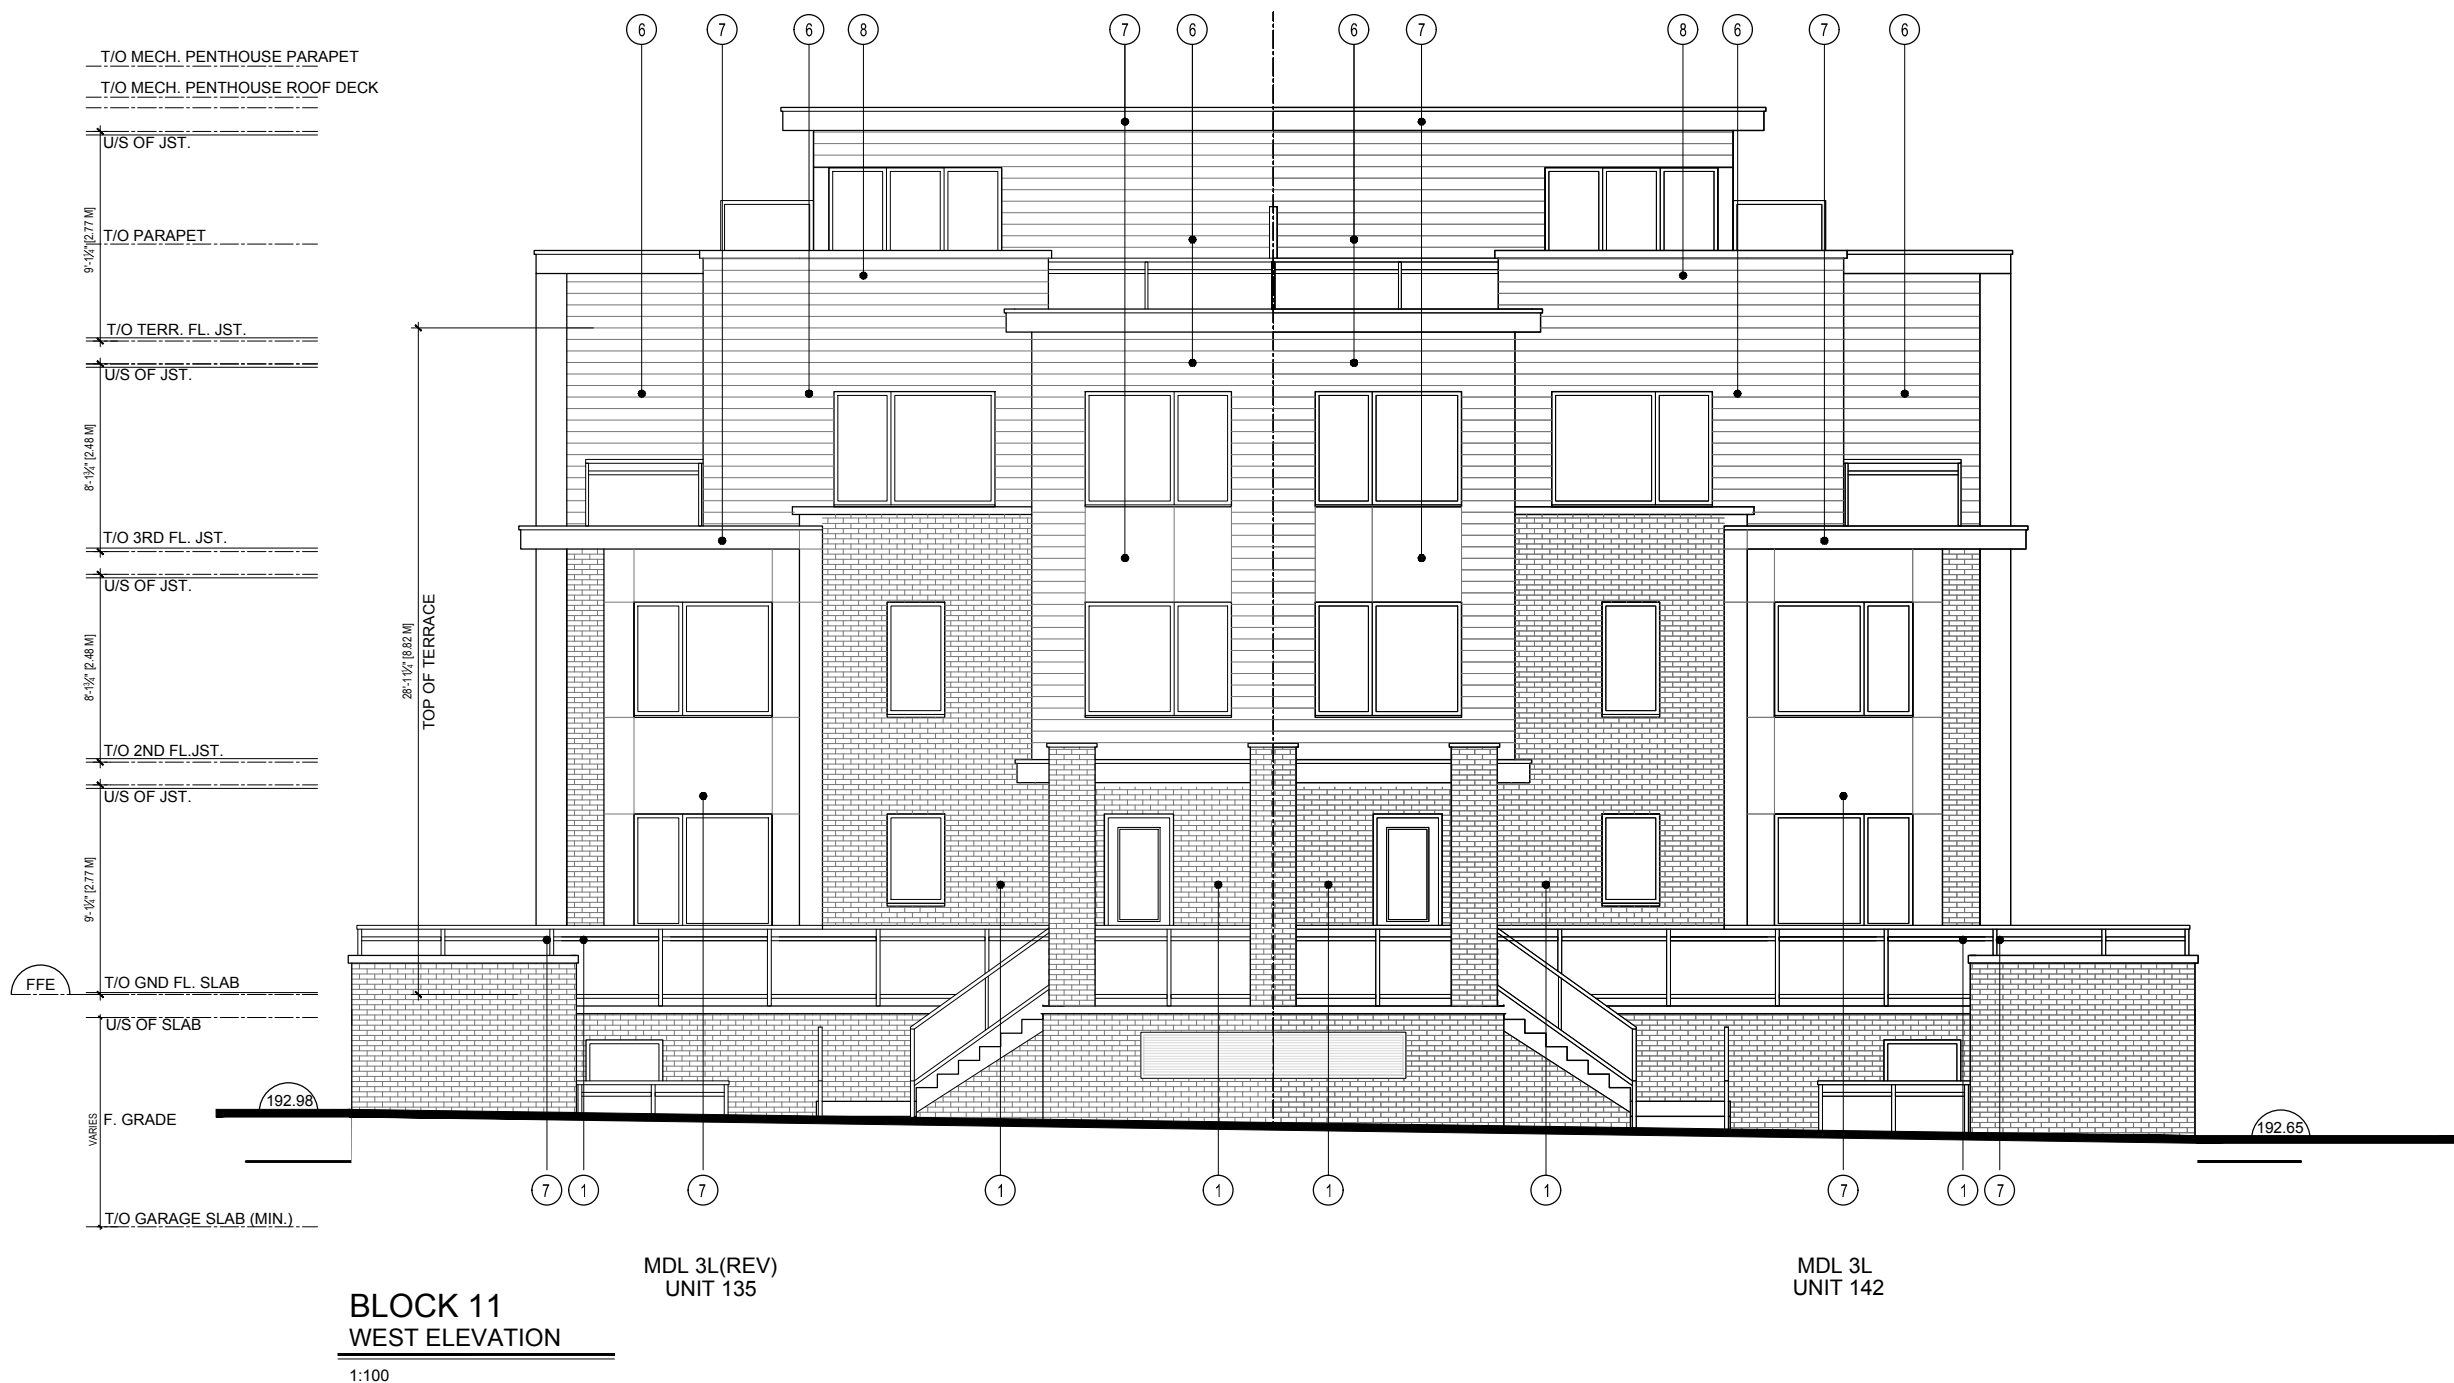 6 7 6 8 7 6 6 7 8 6 7 6
T/O MECH. PENTHOUSE PARAPET
T/O MECH. PENTHOUSE ROOF DECK
U/S OF JST.
9'-1¼" [2.77 M]
T/O PARAPET
T/O TERR. FL. JST.
U/S OF JST.
8'-1¾" [2.48 M]
T/O 3RD FL. JST.
U/S OF JST.
8'-1¾" [2.48 M]
28'-11¼" [8.82 M]
TOP OF TERRACE
T/O 2ND FL.JST.
U/S OF JST.
9'-1¼" [2.77 M]
FFE
T/O GND FL. SLAB
U/S OF SLAB
192.98
VARIES
F. GRADE
192.65
7 1 7 1 1 1 1 7 1 7
T/O GARAGE SLAB (MIN.)
MDL 3L(REV)
UNIT 135
MDL 3L
UNIT 142
BLOCK 11
WEST ELEVATION
1:100